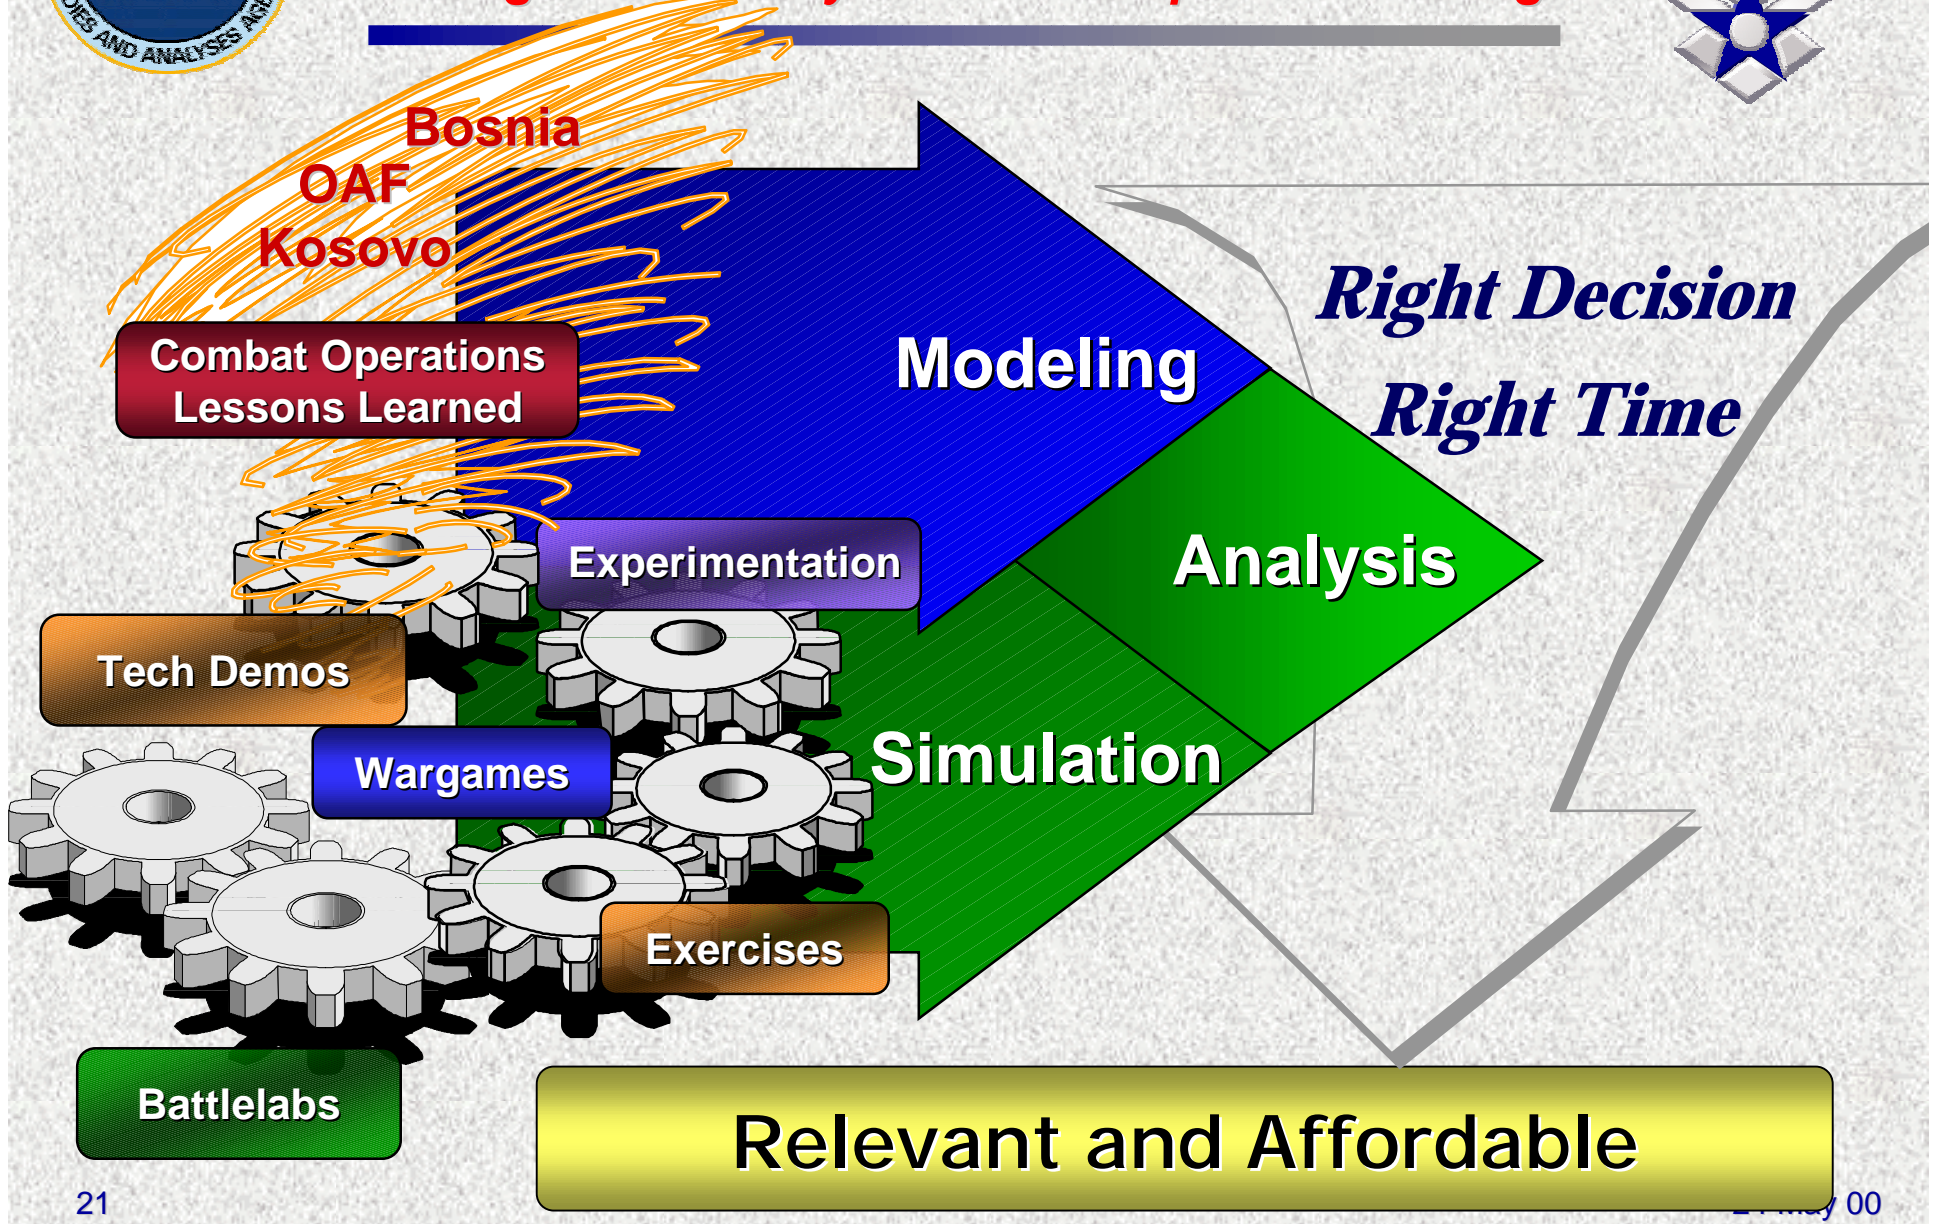 AND ANALYSES
Bosnia
OAF
Kosovo
Combat Operations
Lessons Learned
Modeling
Right Decision
Right Time
Experimentation
Analysis
Tech Demos
Wargames
Simulation
Exercises
Battlelabs
Relevant and Affordable
21
May 00